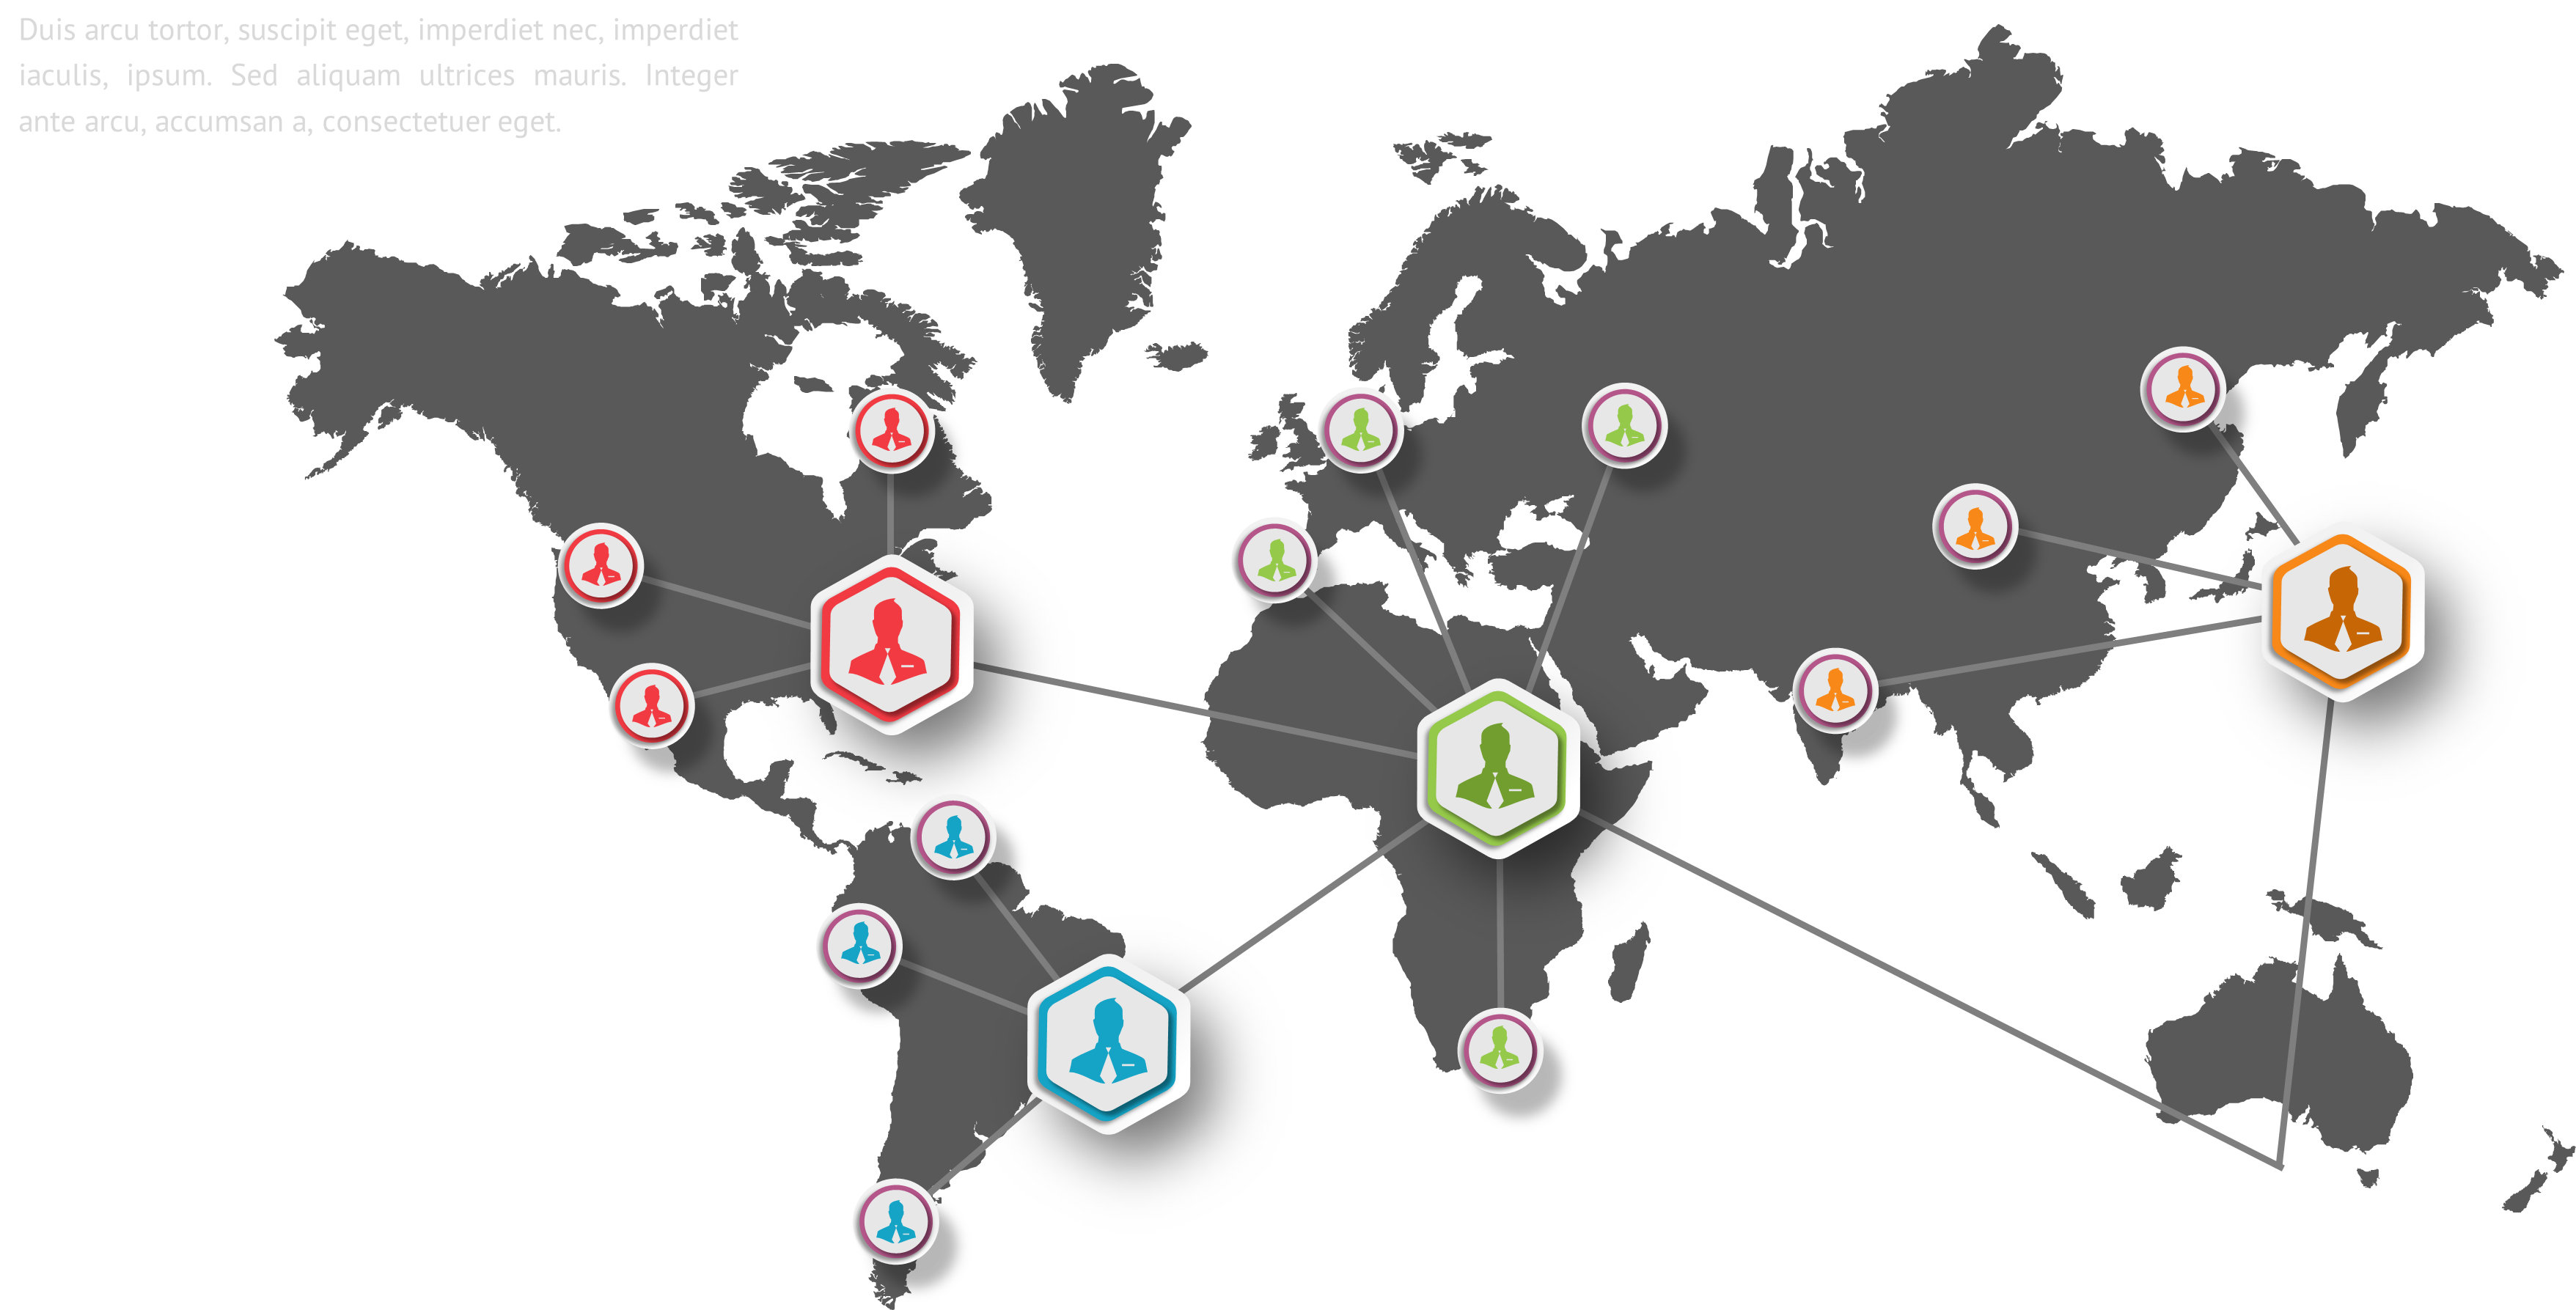 Duis arcu tortor, suscipit eget, imperdiet nec, imperdiet
iaculis, ipsum. Sed aliquam ultrices mauris. Integer
ante arcu, accumsan a, consectetuer eget.